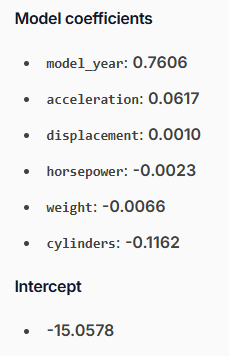 Model coefficients
• model_year: 0.7606
• acceleration: 0.0617
• displacement: 0.0010
• horsepower: -0.0023
• weight: -0.0066
• cylinders: -0.1162
Intercept
• -15.0578